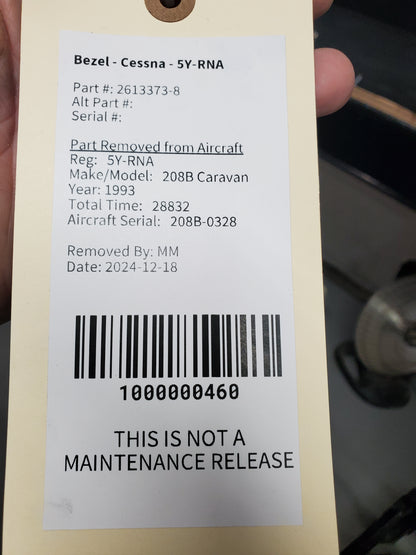 Bezel - Cessna - 5Y-RNA
Part #: 2613373-8
Alt Part #:
Serial #:
Part Removed from Aircraft
Reg: 5Y-RNA
Make/Model: 208B Caravan
Year: 1993
Total Time: 28832
Aircraft Serial: 208B-0328
Removed By: MM
Date: 2024-12-18
1000000460
THIS IS NOT A
MAINTENANCE RELEASE